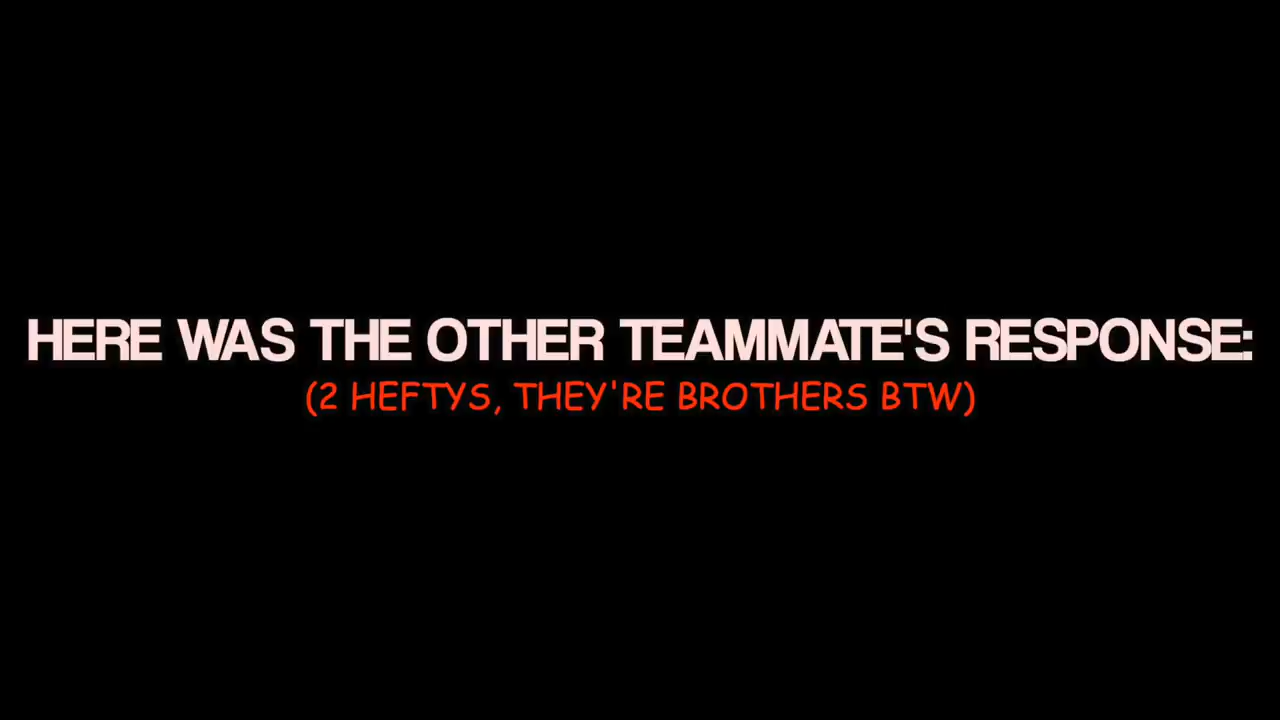 HERE WAS THE OTHER TEAMMATE'S RESPONSE:
(2 HEFTYS, THEY'RE BROTHERS BTW)